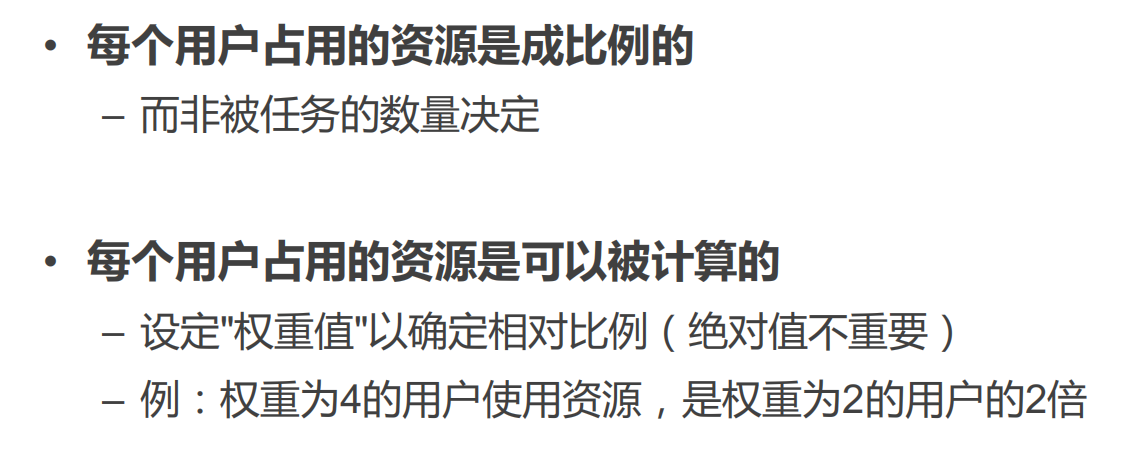 • 每个用户占用的资源是成比例的
– 而非被任务的数量决定
• 每个用户占用的资源是可以被计算的
– 设定"权重值"以确定相对比例（绝对值不重要）
– 例：权重为4的用户使用资源，是权重为2的用户的2倍